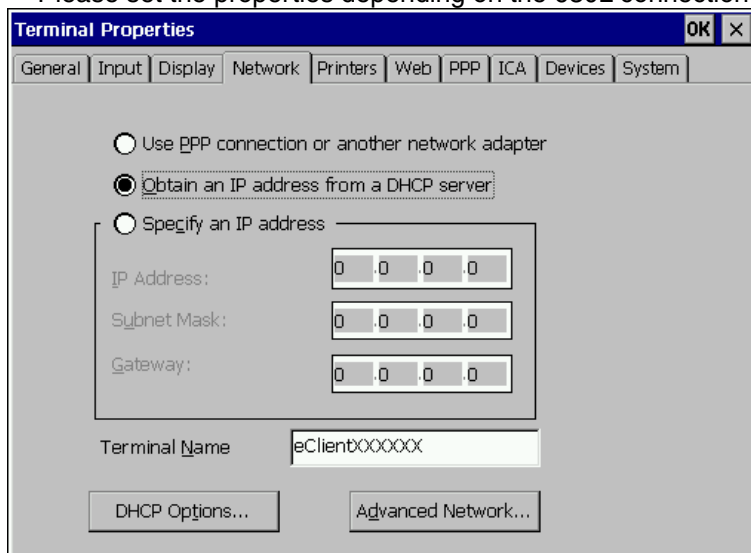 Please set the properties depending on the 802 connection
Terminal Properties OK ×
General Input Display Network Printers Web PPP ICA Devices System
Use PPP connection or another network adapter
Obtain an IP address from a DHCP server
Specify an IP address
IP Address: 0 .0 .0 .0
Subnet Mask: 0 .0 .0 .0
Gateway: 0 .0 .0 .0
Terminal Name eClientXXXXXX
DHCP Options... Advanced Network...